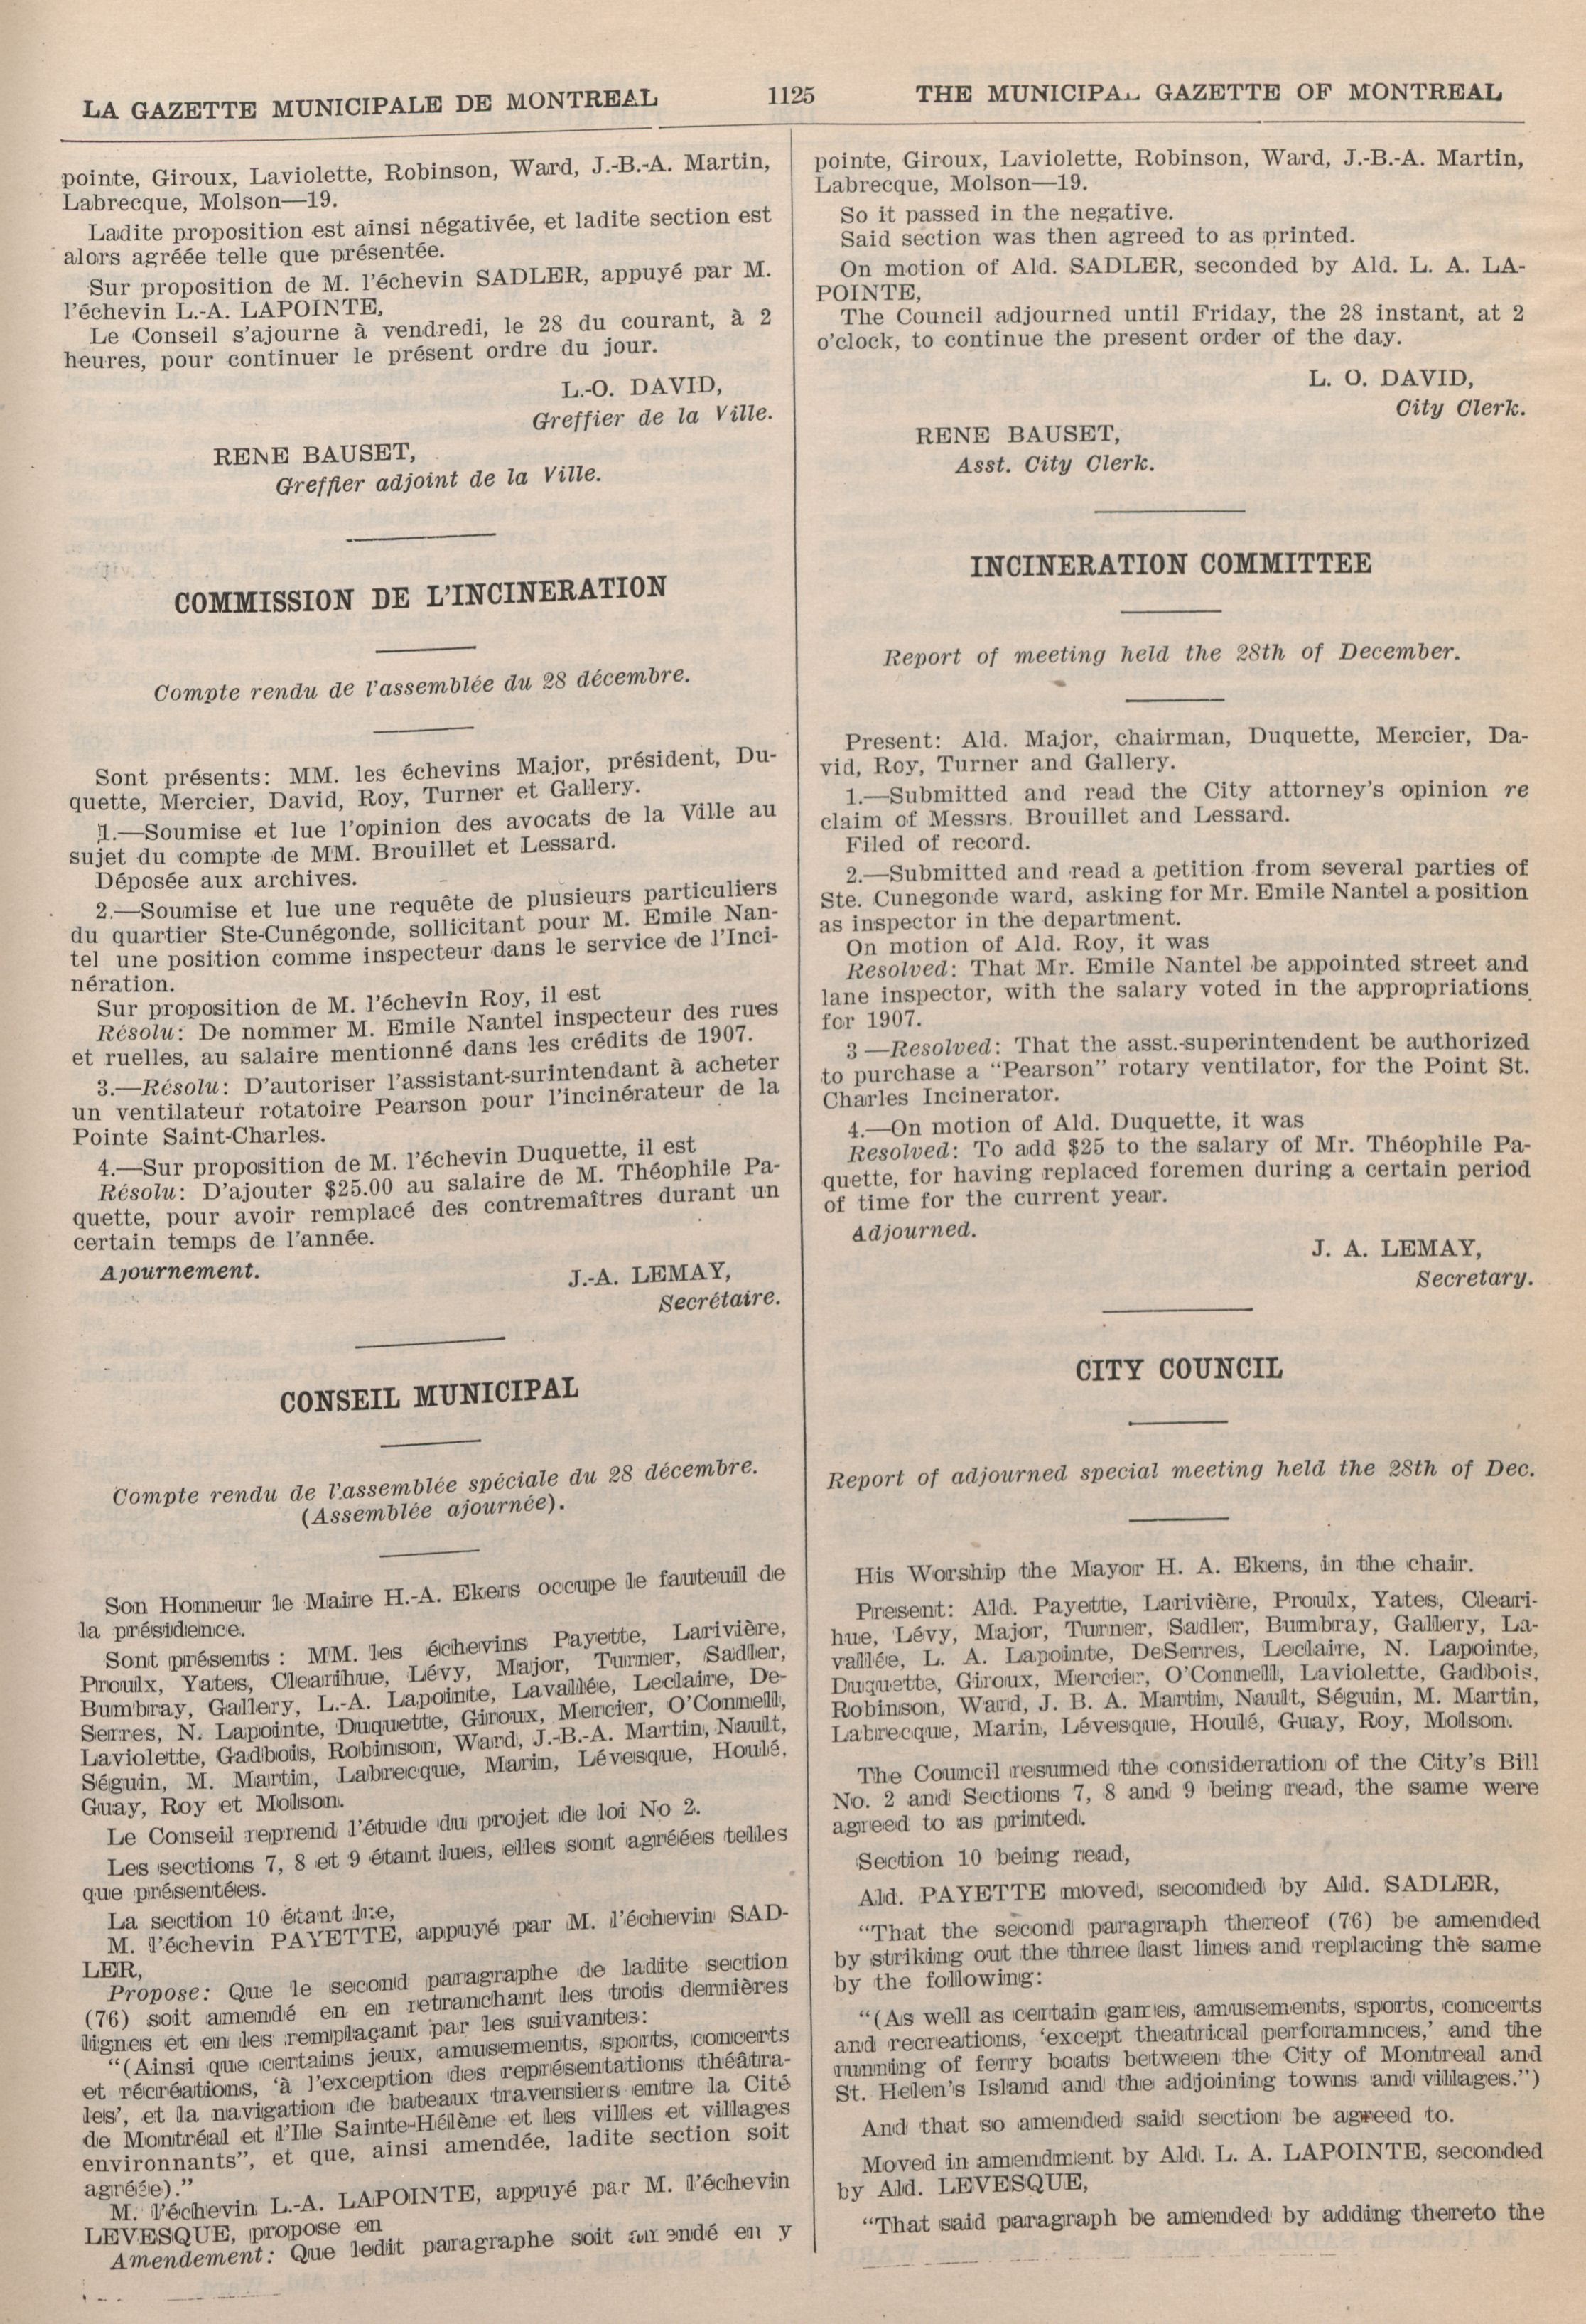 LA GAZETTE MUNICIPALE DE MONTREAL
1125
THE MUNICIPAL GAZETTE OF MONTREAL
pointe, Giroux, Laviolette, Robinson, Ward, J.-B.-A. Martin,
Labrecque, Molson—19.
Ladite proposition est ainsi négativée, et ladite section est
alors agréée telle que présentée.
Sur proposition de M. l'échevin SADLER, appuyé par M.
l'échevin L.-A. LAPOINTE,
Le Conseil s'ajourne à vendredi, le 28 du courant, à 2
heures, pour continuer le présent ordre du jour.
L.-O. DAVID,
Greffier de la Ville.
RENE BAUSET,
Greffier adjoint de la Ville.
COMMISSION DE L'INCINERATION
Compte rendu de l'assemblée du 28 décembre.
Sont présents: MM. les échevins Major, président, Du-
quette, Mercier, David, Roy, Turner et Gallery.
1.—Soumise et lue l'opinion des avocats de la Ville au
sujet du compte de MM. Brouillet et Lessard.
Déposée aux archives.
2.—Soumise et lue une requête de plusieurs particuliers
du quartier Ste-Cunégonde, sollicitant pour M. Emile Nan-
tel une position comme inspecteur dans le service de l'Inci-
nération.
Sur proposition de M. l'échevin Roy, il est
Résolu: De nommer M. Emile Nantel inspecteur des rues
et ruelles, au salaire mentionné dans les crédits de 1907.
3.—Résolu: D'autoriser l'assistant-surintendant à acheter
un ventilateur rotatoire Pearson pour l'incinérateur de la
Pointe Saint-Charles.
4.—Sur proposition de M. l'échevin Duquette, il est
Résolu: D'ajouter $25.00 au salaire de M. Théophile Pa-
quette, pour avoir remplacé des contremaîtres durant un
certain temps de l'année.
Ajournement.
J.-A. LEMAY,
Secrétaire.
CONSEIL MUNICIPAL
Compte rendu de l'assemblée spéciale du 28 décembre.
(Assemblée ajournée).
Son Honneur le Maire H.-A. Ekers occupe le fauteuil de
la présidence.
Sont présents : MM. les échevins Payette, Larivière,
Proulx, Yates, Clearihue, Lévy, Major, Turner, Sadler,
Bumbray, Gallery, L.-A. Lapointe, Lavallée, Leclaire, De-
Serres, N. Lapointe, Duquette, Giroux, Mercier, O'Connell,
Laviolette, Gadbois, Robinson, Ward, J.-B.-A. Martin, Nault,
Séguin, M. Martin, Labrecque, Marin, Lévesque, Houlé,
Guay, Roy et Molson.
Le Conseil reprend l'étude du projet de loi No 2.
Les sections 7, 8 et 9 étant lues, elles sont agréées telles
que présentées.
La section 10 étant lue,
M. l'échevin PAYETTE, appuyé par M. l'échevin SAD-
LER,
Propose: Que le second paragraphe de ladite section
(76) soit amendé en en retranchant les trois dernières
lignes et en les remplaçant par les suivantes:
"(Ainsi que certains jeux, amusements, sports, concerts
et récréations, 'à l'exception des représentations théâtra-
les', et la navigation de bateaux traversiers entre la Cité
de Montréal et l'Ile Sainte-Hélène et les villes et villages
environnants", et que, ainsi amendée, ladite section soit
agréée)."
M. l'échevin L.-A. LAPOINTE, appuyé par M. l'échevin
LEVESQUE, propose en
Amendement: Que ledit paragraphe soit amendé en y
pointe, Giroux, Laviolette, Robinson, Ward, J.-B.-A. Martin,
Labrecque, Molson—19.
So it passed in the negative.
Said section was then agreed to as printed.
On motion of Ald. SADLER, seconded by Ald. L. A. LA-
POINTE,
The Council adjourned until Friday, the 28 instant, at 2
o'clock, to continue the present order of the day.
L. O. DAVID,
City Clerk.
RENE BAUSET,
Asst. City Clerk.
INCINERATION COMMITTEE
Report of meeting held the 28th of December.
Present: Ald. Major, chairman, Duquette, Mercier, Da-
vid, Roy, Turner and Gallery.
1.—Submitted and read the City attorney's opinion re
claim of Messrs. Brouillet and Lessard.
Filed of record.
2.—Submitted and read a petition from several parties of
Ste. Cunegonde ward, asking for Mr. Emile Nantel a position
as inspector in the department.
On motion of Ald. Roy, it was
Resolved: That Mr. Emile Nantel be appointed street and
lane inspector, with the salary voted in the appropriations
for 1907.
3 —Resolved: That the asst.-superintendent be authorized
to purchase a "Pearson" rotary ventilator, for the Point St.
Charles Incinerator.
4.—On motion of Ald. Duquette, it was
Resolved: To add $25 to the salary of Mr. Théophile Pa-
quette, for having replaced foremen during a certain period
of time for the current year.
Adjourned.
J. A. LEMAY,
Secretary.
CITY COUNCIL
Report of adjourned special meeting held the 28th of Dec.
His Worship the Mayor H. A. Ekers, in the chair.
Present: Ald. Payette, Larivière, Proulx, Yates, Cleari-
hue, Lévy, Major, Turner, Sadler, Bumbray, Gallery, La-
vallée, L. A. Lapointe, DeSerres, Leclaire, N. Lapointe,
Duquette, Giroux, Mercier, O'Connell, Laviolette, Gadbois,
Robinson, Ward, J. B. A. Martin, Nault, Séguin, M. Martin,
Labrecque, Marin, Lévesque, Houlé, Guay, Roy, Molson.
The Council resumed the consideration of the City's Bill
No. 2 and Sections 7, 8 and 9 being read, the same were
agreed to as printed.
Section 10 being read,
Ald. PAYETTE moved, seconded by Ald. SADLER,
"That the second paragraph thereof (76) be amended
by striking out the three last lines and replacing the same
by the following:
"(As well as certain games, amusements, sports, concerts
and recreations, 'except theatrical perforamnces,' and the
running of ferry boats between the City of Montreal and
St. Helen's Island and the adjoining towns and villages.")
And that so amended said section be agreed to.
Moved in amendment by Ald. L. A. LAPOINTE, seconded
by Ald. LEVESQUE,
"That said paragraph be amended by adding thereto the